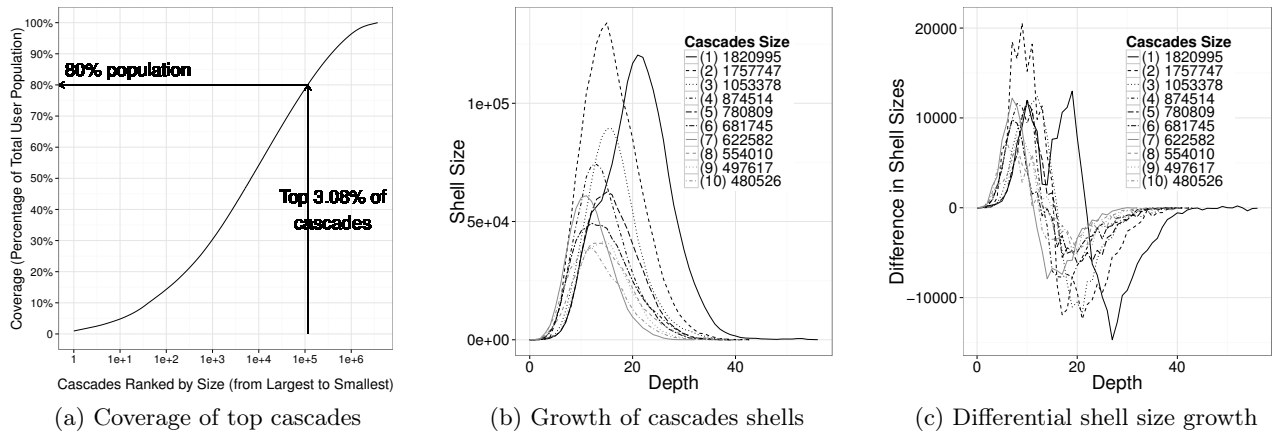 Coverage (Percentage of Total User Population)
100%
90%
80%
70%
60%
50%
40%
30%
20%
10%
0
80% population
Top 3.08% of
cascades
1 1e+1 1e+2 1e+3 1e+4 1e+5 1e+6
Cascades Ranked by Size (from Largest to Smallest)
(a) Coverage of top cascades
Shell Size
1e+05
5e+04
0e+00
Cascades Size
(1) 1820995
(2) 1757747
(3) 1053378
(4) 874514
(5) 780809
(6) 681745
(7) 622582
(8) 554010
(9) 497617
(10) 480526
0 20 40
Depth
(b) Growth of cascades shells
Difference in Shell Sizes
20000
10000
0
−10000
Cascades Size
(1) 1820995
(2) 1757747
(3) 1053378
(4) 874514
(5) 780809
(6) 681745
(7) 622582
(8) 554010
(9) 497617
(10) 480526
0 20 40
Depth
(c) Differential shell size growth